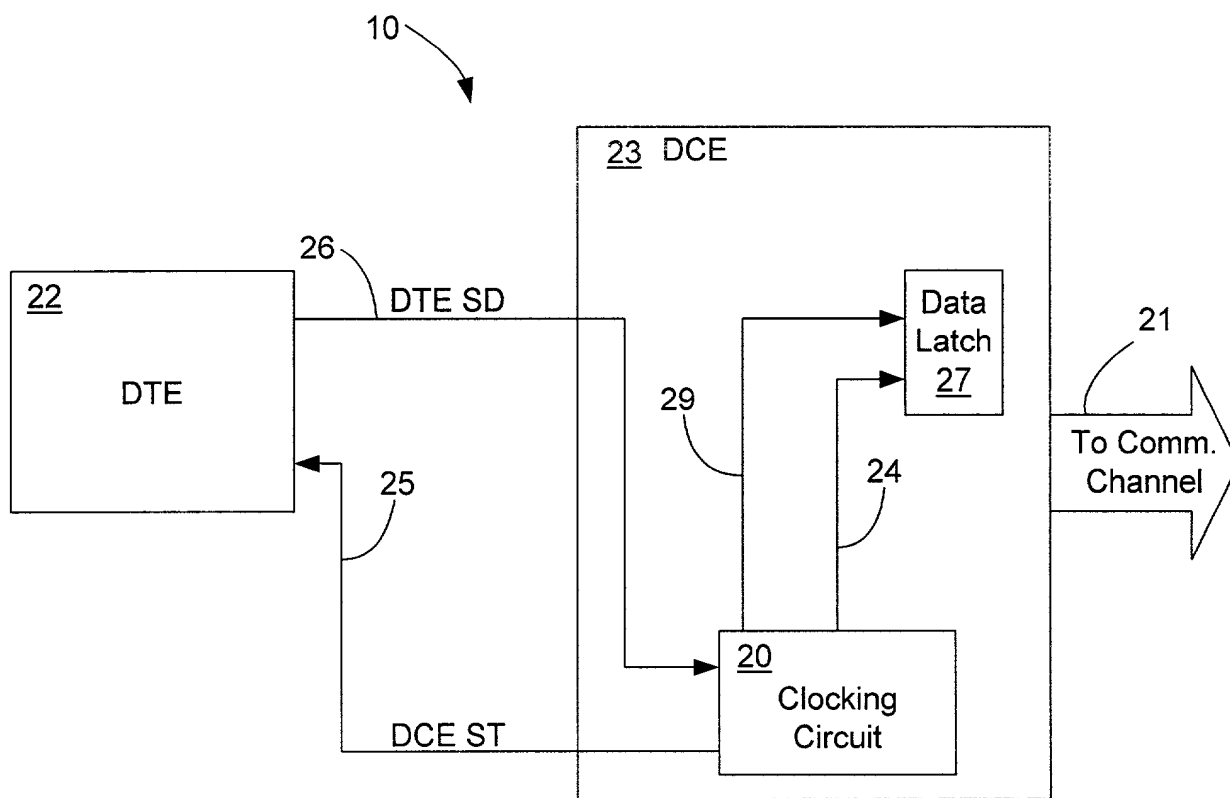 10
23 DCE
26
22
DTE SD
Data
Latch
27
21
DTE
29
To Comm.
Channel
25
24
20
Clocking
Circuit
DCE ST